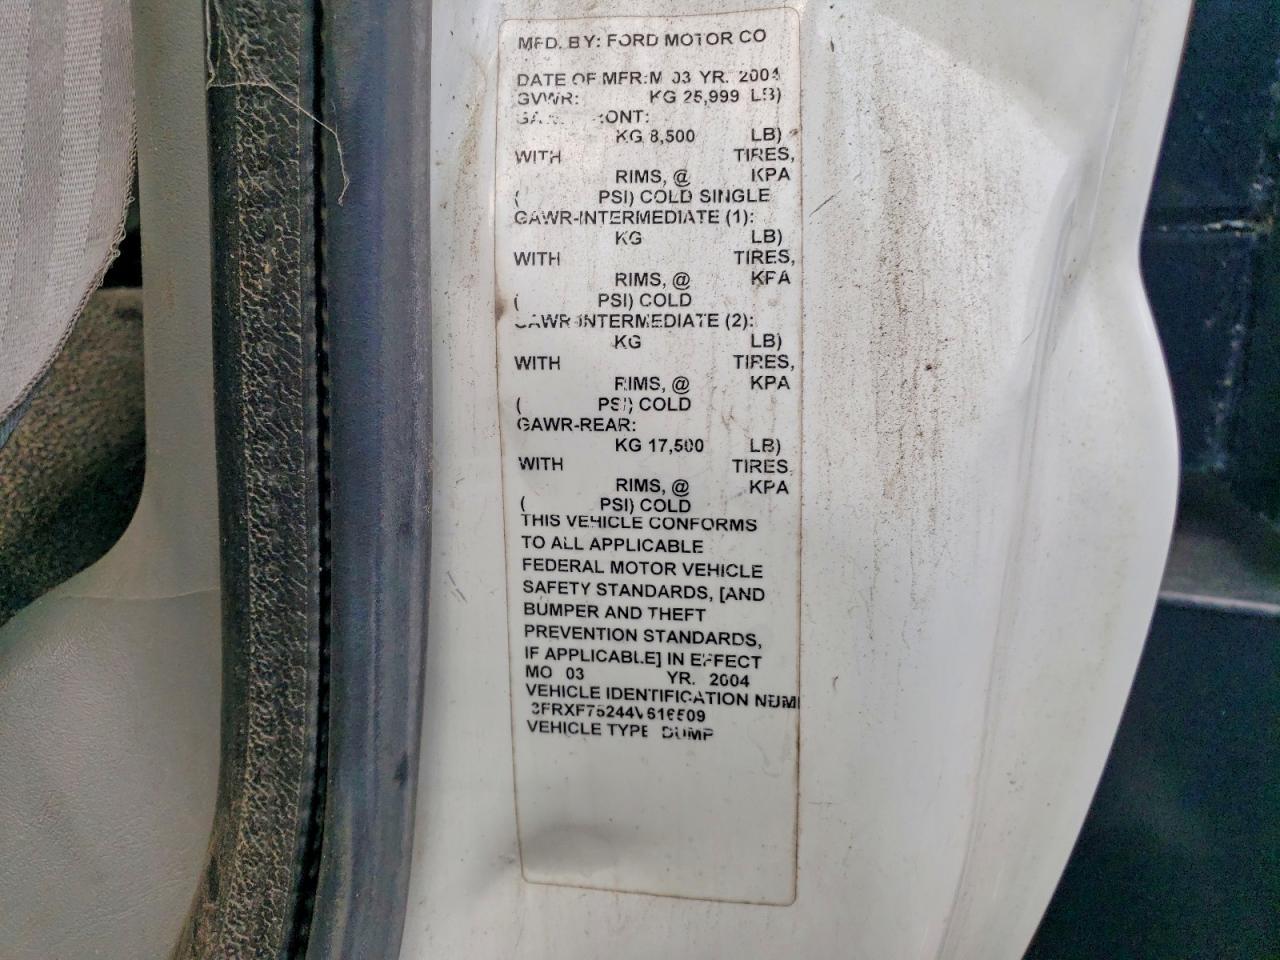 MFD. BY: FORD MOTOR CO
DATE OF MFR:M 03 YR. 2004
GVWR: KG 25,999 LB)
KG 8,500 LB)
WITH TIRES,
RIMS, @ KPA
( PSI) COLD SINGLE
GAWR-INTERMEDIATE (1):
KG LB)
WITH TIRES,
RIMS, @ KPA
( PSI) COLD
GAWR-INTERMEDIATE (2):
KG LB)
WITH TIRES,
RIMS, @ KPA
( PSI) COLD
GAWR-REAR:
KG 17,500 LB)
WITH TIRES,
RIMS, @ KPA
( PSI) COLD
THIS VEHICLE CONFORMS
TO ALL APPLICABLE
FEDERAL MOTOR VEHICLE
SAFETY STANDARDS, [AND
BUMPER AND THEFT
PREVENTION STANDARDS,
IF APPLICABLE] IN EFFECT
MO 03 YR. 2004
VEHICLE IDENTIFICATION NUM
VEHICLE TYPE DUMP